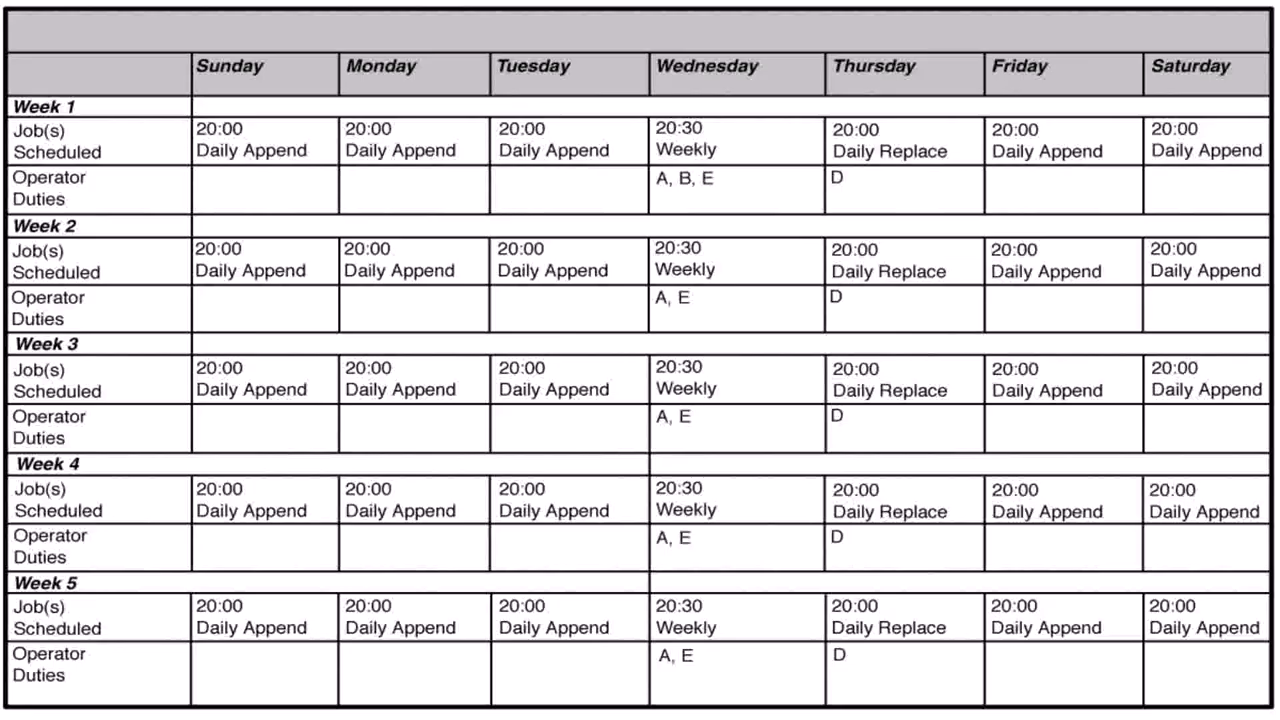 Sunday Monday Tuesday Wednesday Thursday Friday Saturday
Week 1
Job(s) 20:00 20:00 20:00 20:30 20:00 20:00 20:00
Scheduled Daily Append Daily Append Daily Append Weekly Daily Replace Daily Append Daily Append
Operator A, B, E D
Duties
Week 2
Job(s) 20:00 20:00 20:00 20:30 20:00 20:00 20:00
Scheduled Daily Append Daily Append Daily Append Weekly Daily Replace Daily Append Daily Append
Operator A, E D
Duties
Week 3
Job(s) 20:00 20:00 20:00 20:30 20:00 20:00 20:00
Scheduled Daily Append Daily Append Daily Append Weekly Daily Replace Daily Append Daily Append
Operator A, E D
Duties
Week 4
Job(s) 20:00 20:00 20:00 20:30 20:00 20:00 20:00
Scheduled Daily Append Daily Append Daily Append Weekly Daily Replace Daily Append Daily Append
Operator A, E D
Duties
Week 5
Job(s) 20:00 20:00 20:00 20:30 20:00 20:00 20:00
Scheduled Daily Append Daily Append Daily Append Weekly Daily Replace Daily Append Daily Append
Operator A, E D
Duties